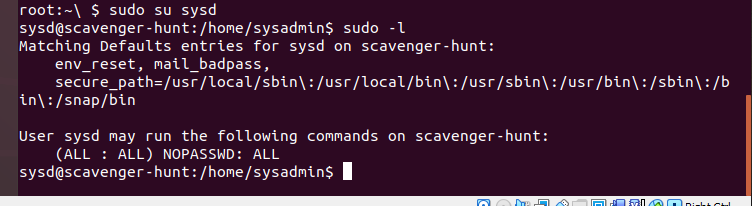 root:~\ $ sudo su sysd
sysd@scavenger-hunt:/home/sysadmin$ sudo -l
Matching Defaults entries for sysd on scavenger-hunt:
    env_reset, mail_badpass,
    secure_path=/usr/local/sbin\:/usr/local/bin\:/usr/sbin\:/usr/bin\:/sbin\:/b
in\:/snap/bin

User sysd may run the following commands on scavenger-hunt:
    (ALL : ALL) NOPASSWD: ALL
sysd@scavenger-hunt:/home/sysadmin$
Right Ctrl